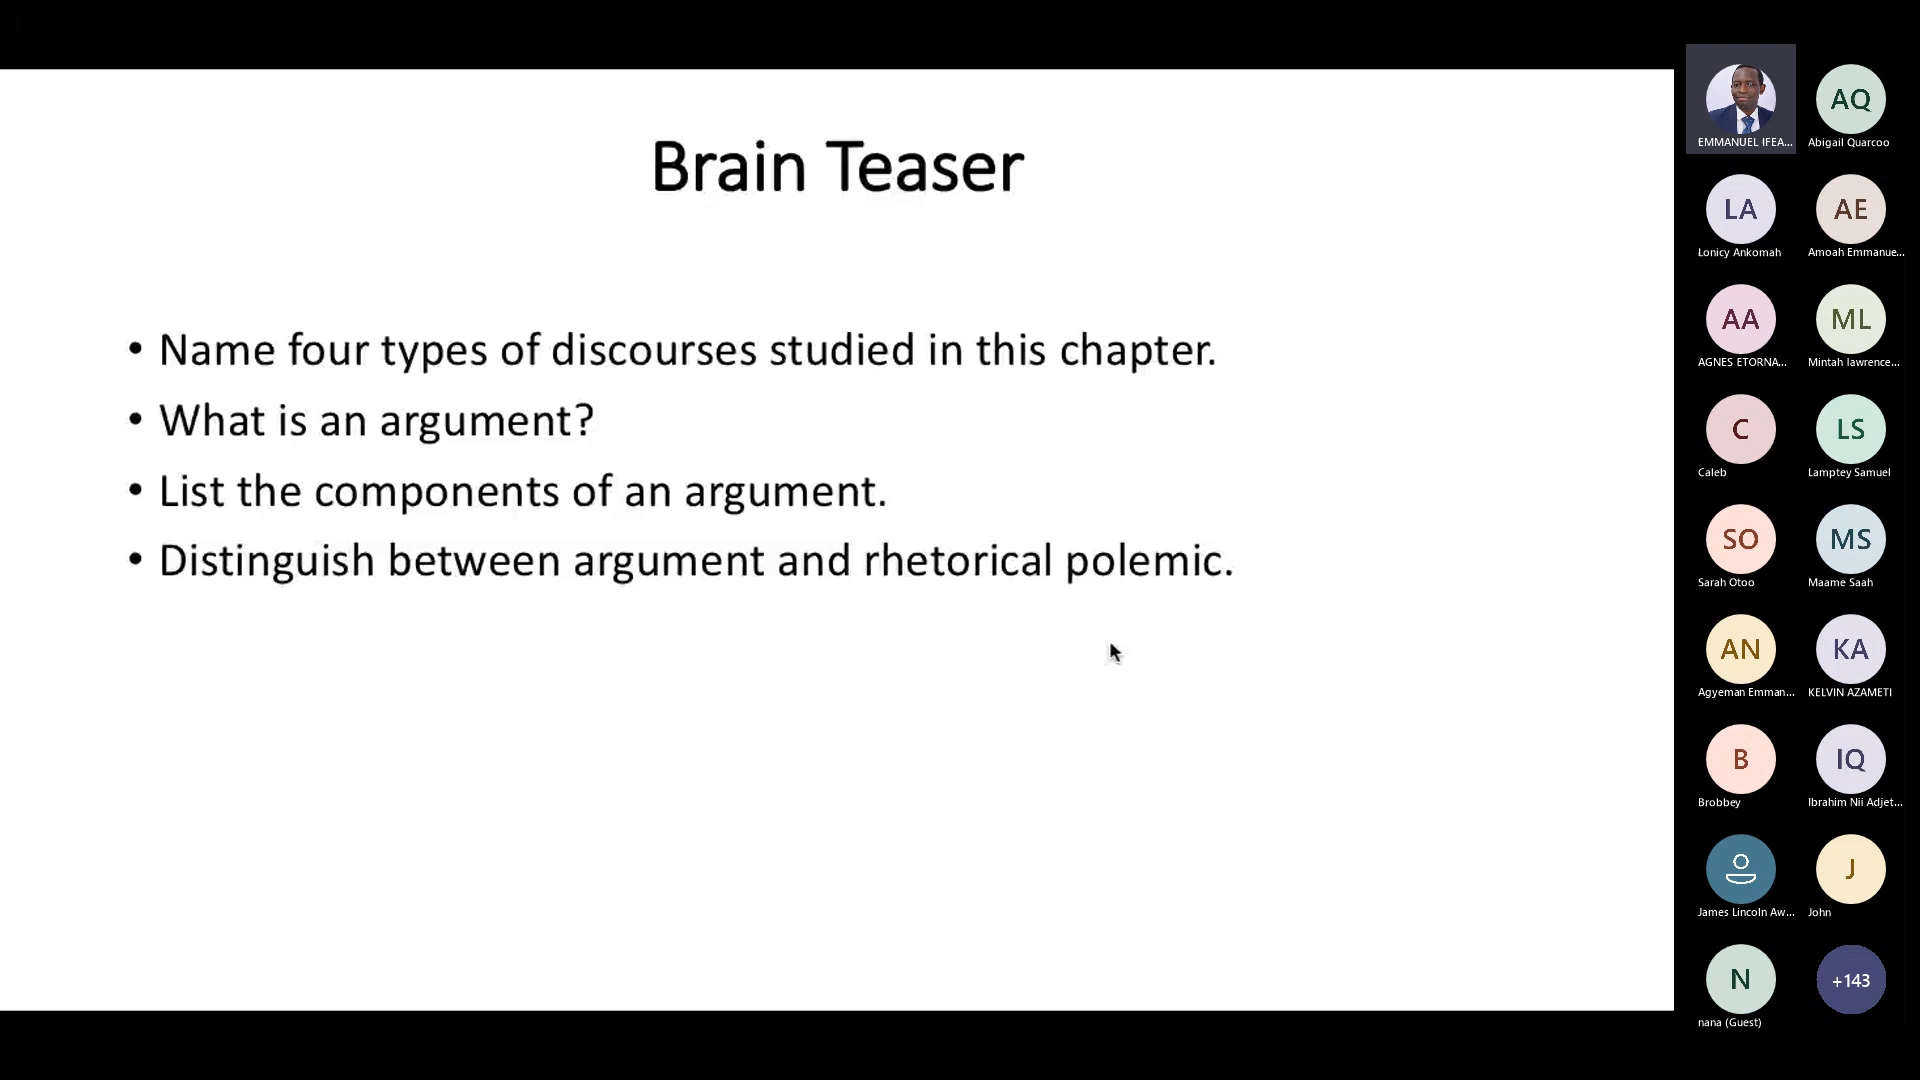 Brain Teaser
• Name four types of discourses studied in this chapter.
• What is an argument?
• List the components of an argument.
• Distinguish between argument and rhetorical polemic.
EMMANUEL IFEA...
AQ
Abigail Quarcoo
LA
Lonicy Ankomah
AE
Amoah Emmanue...
AA
AGNES ETORNA...
ML
Mintah lawrence...
C
Caleb
LS
Lamptey Samuel
SO
Sarah Otoo
MS
Maame Saah
AN
Agyeman Emman...
KA
KELVIN AZAMETI
B
Brobbey
IQ
Ibrahim Nii Adjet...
James Lincoln Aw...
J
John
N
nana (Guest)
+143